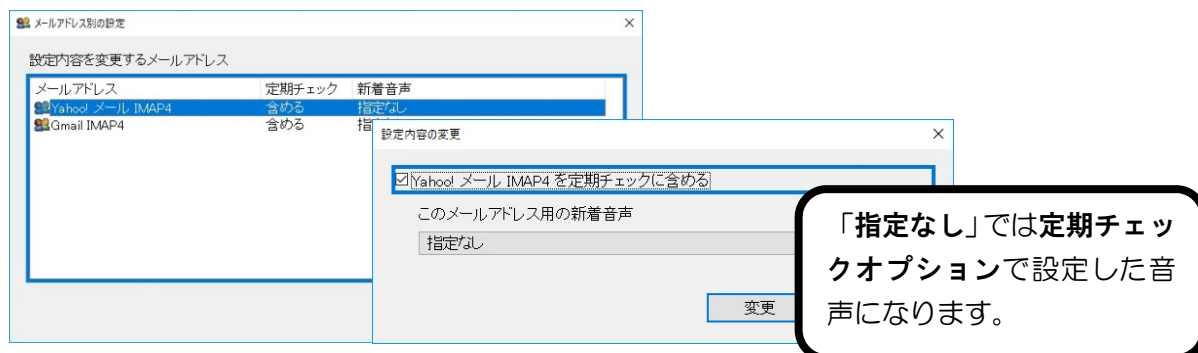 メールアドレス別の設定
設定内容を変更するメールアドレス
メールアドレス 定期チェック 新着音声
Yahoo! メール IMAP4 含める 指定なし
Gmail IMAP4 含める 指
設定内容の変更
Yahoo! メール IMAP4 を定期チェックに含める
このメールアドレス用の新着音声
指定なし
変更
「指定なし」では定期チェッ
クオプションで設定した音
声になります。